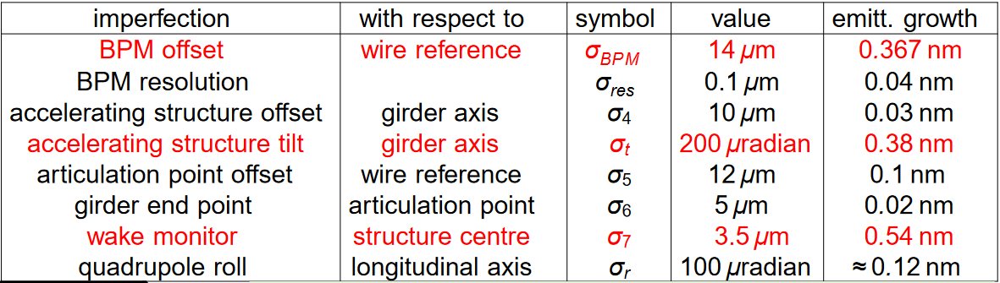 imperfection with respect to symbol value emitt. growth
BPM offset wire reference σBPM 14 μm 0.367 nm
BPM resolution σres 0.1 μm 0.04 nm
accelerating structure offset girder axis σ4 10 μm 0.03 nm
accelerating structure tilt girder axis σt 200 μradian 0.38 nm
articulation point offset wire reference σ5 12 μm 0.1 nm
girder end point articulation point σ6 5 μm 0.02 nm
wake monitor structure centre σ7 3.5 μm 0.54 nm
quadrupole roll longitudinal axis σr 100 μradian ≈ 0.12 nm